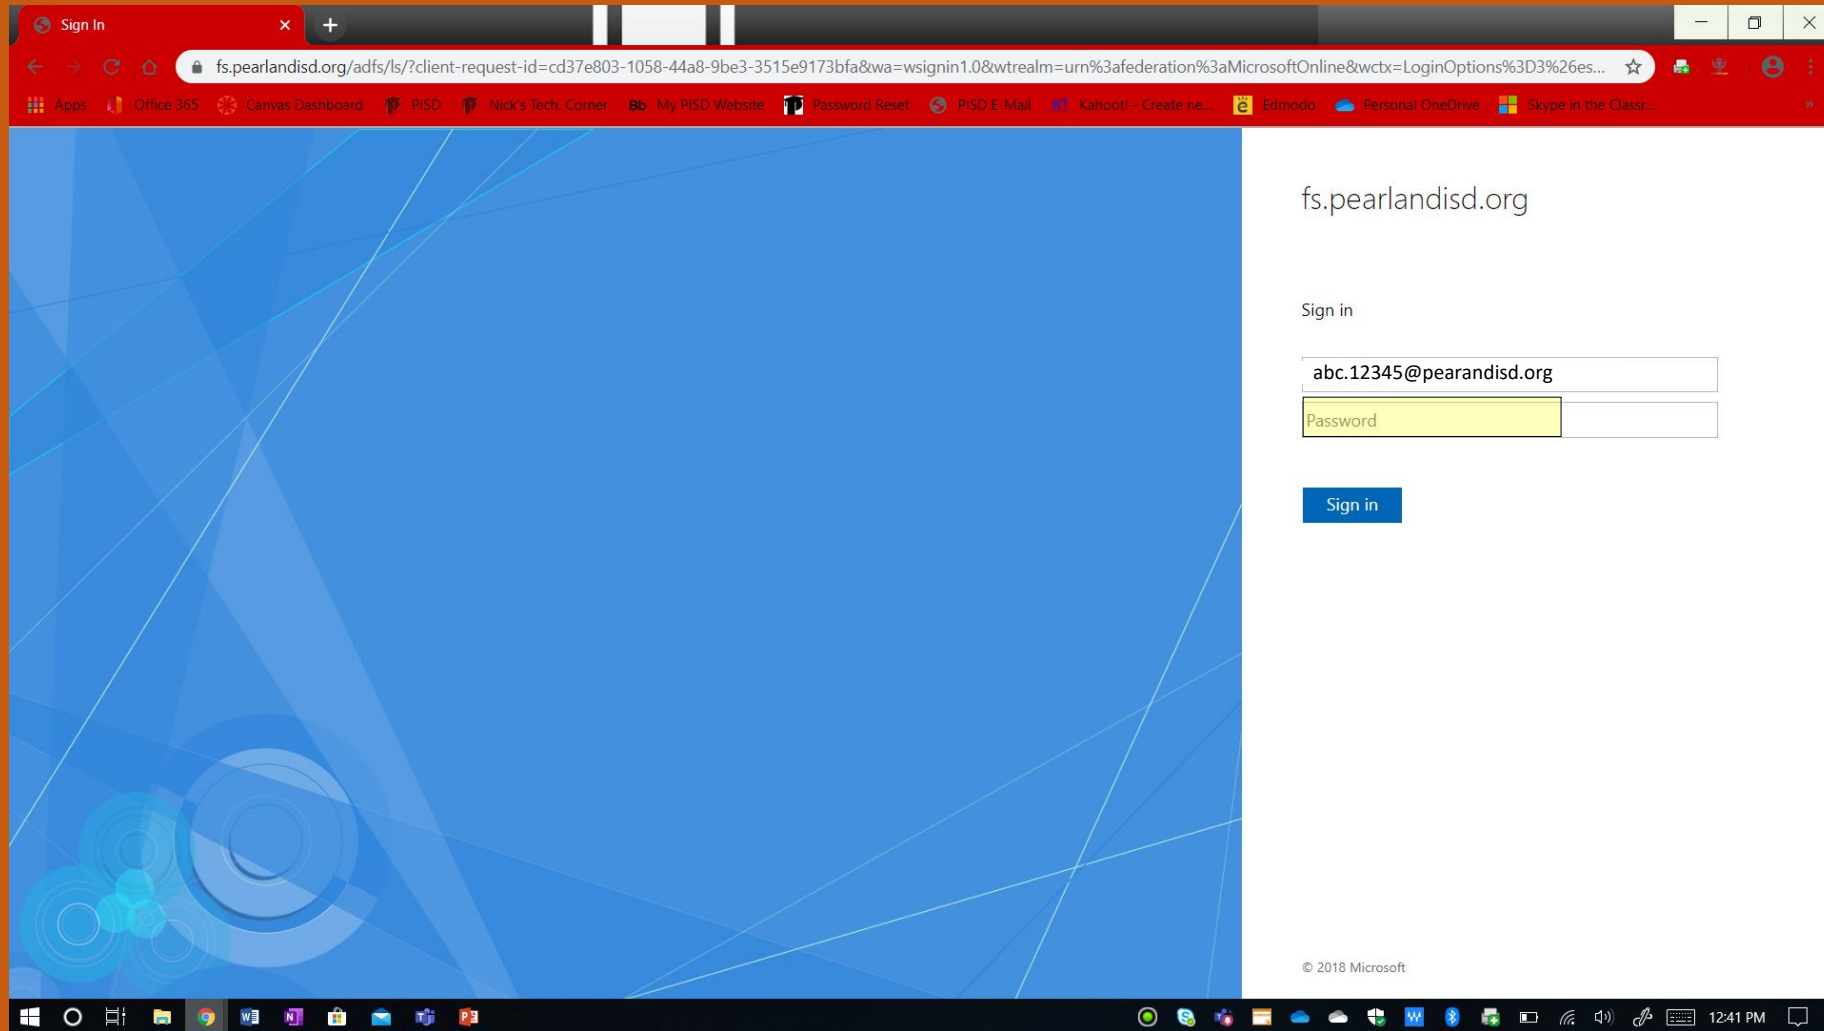 Sign In
fs.pearlandisd.org/adfs/ls/?client-request-id=cd37e803-1058-44a8-9be3-3515e9173bfa&wa=wsignin1.0&wtrealm=urn%3afederation%3aMicrosoftOnline&wctx=LoginOptions%3D3%26es...
Apps Office 365 Canvas Dashboard PISD Nick's Tech. Corner Bb My PISD Website Password Reset PISD E-Mail K! Kahoot! - Create ne... ë Edmodo Personal OneDrive Skype in the Classr... »
fs.pearlandisd.org
Sign in
abc.12345@pearandisd.org
Password
Sign in
© 2018 Microsoft
12:41 PM